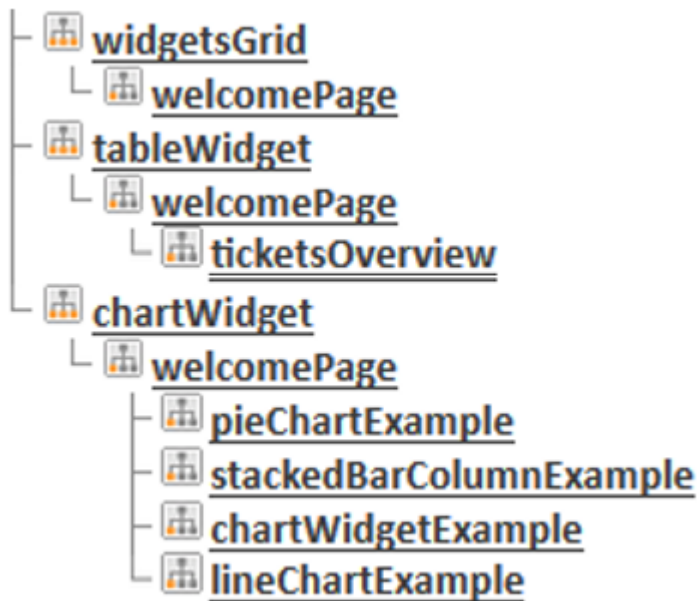 widgetsGrid
welcomePage
tableWidget
welcomePage
ticketsOverview
chartWidget
welcomePage
pieChartExample
stackedBarColumnExample
chartWidgetExample
lineChartExample